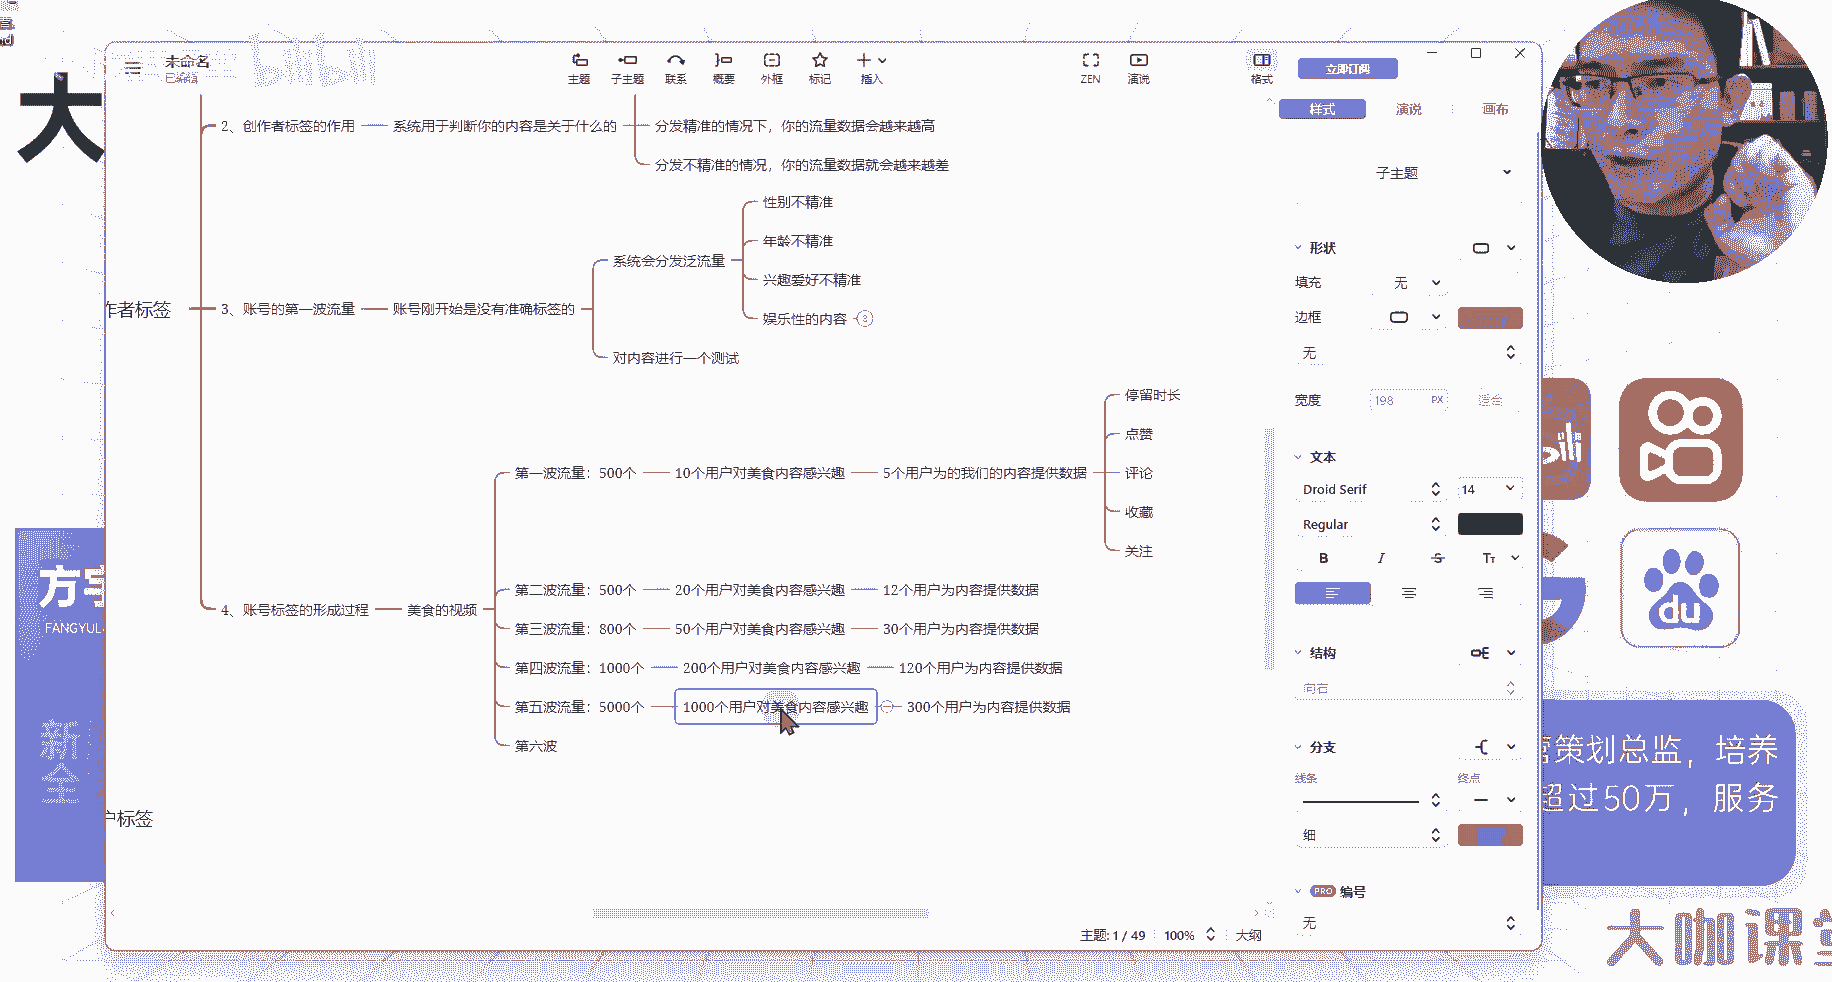 大
bilibili
未命名
已编辑
主题
子主题
联系
概要
外框
标记
插入
ZEN
演说
格式
立即订阅
样式
演说
画布
子主题
2、创作者标签的作用
系统用于判断你的内容是关于什么的
分发精准的情况下，你的流量数据会越来越高
分发不精准的情况，你的流量数据就会越来越差
作者标签
3、账号的第一波流量
账号刚开始是没有准确标签的
系统会分发泛流量
性别不精准
年龄不精准
兴趣爱好不精准
娱乐性的内容
对内容进行一个测试
4、账号标签的形成过程
美食的视频
第一波流量：500个
10个用户对美食内容感兴趣
5个用户为的我们的内容提供数据
停留时长
点赞
评论
收藏
关注
第二波流量：500个
20个用户对美食内容感兴趣
12个用户为内容提供数据
第三波流量：800个
50个用户对美食内容感兴趣
30个用户为内容提供数据
第四波流量：1000个
200个用户对美食内容感兴趣
120个用户为内容提供数据
第五波流量：5000个
1000个用户对美食内容感兴趣
300个用户为内容提供数据
第六波
户标签
形状
填充
无
边框
无
宽度
198
PX
适合
文本
Droid Serif
14
Regular
B
I
S
TT
结构
向右
分支
线条
终点
细
PRO
编号
无
主题: 1 / 49
100%
大纲
方宇
FANGYU
新
全
du
营策划总监，培养
超过50万，服务
大咖课堂